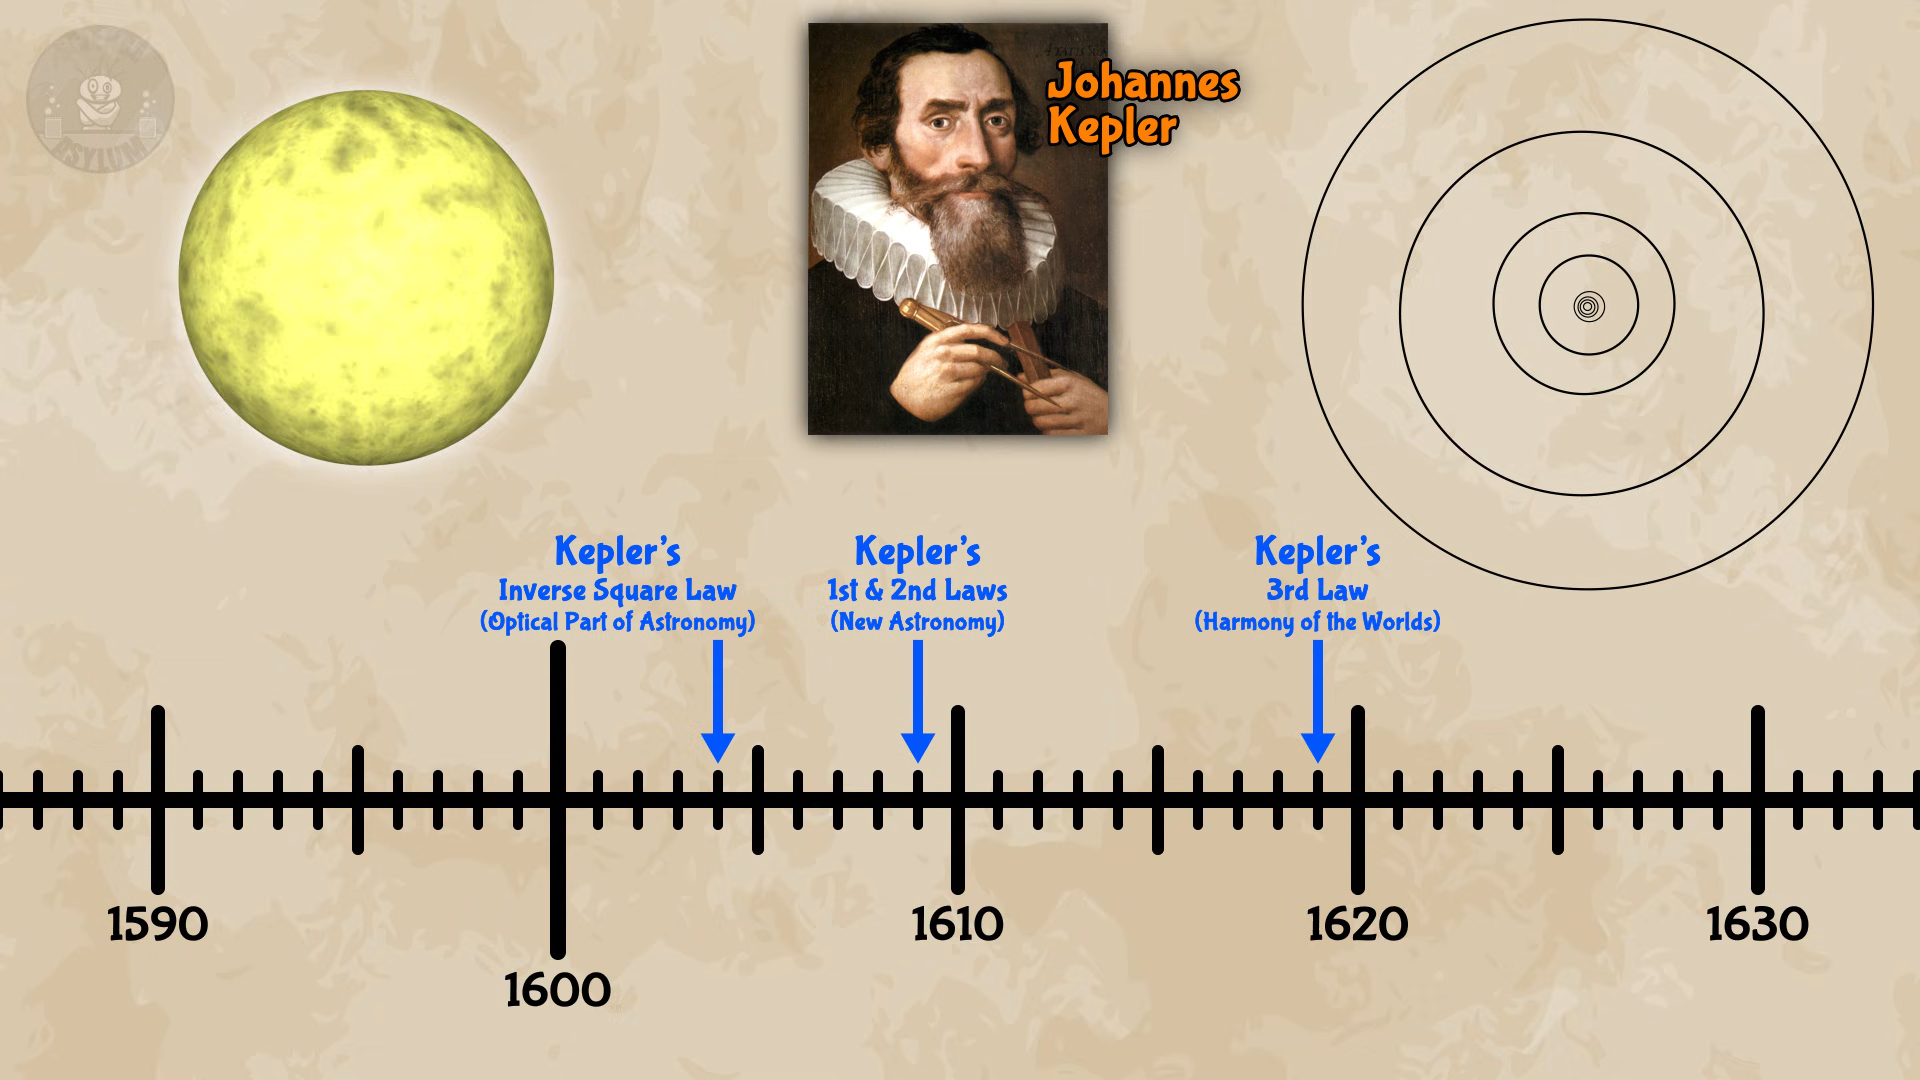 ASYLUM
Johannes
Kepler
Kepler's
Inverse Square Law
(Optical Part of Astronomy)
Kepler's
1st & 2nd Laws
(New Astronomy)
Kepler's
3rd Law
(Harmony of the Worlds)
1590
1600
1610
1620
1630